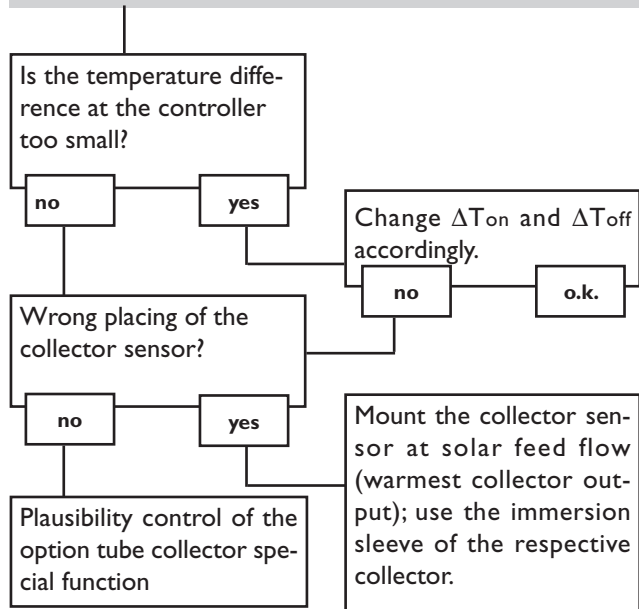 Is the temperature diffe-
rence at the controller
too small?
no
yes
Change ΔTon and ΔToff
accordingly.
no
o.k.
Wrong placing of the
collector sensor?
no
yes
Mount the collector sen-
sor at solar feed flow
(warmest collector out-
put); use the immersion
sleeve of the respective
collector.
Plausibility control of the
option tube collector spe-
cial function